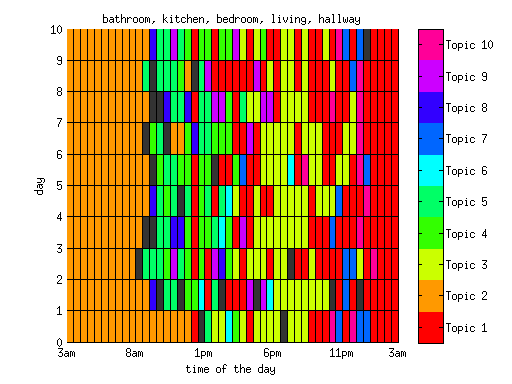 bathroom, kitchen, bedroom, living, hallway
10
9
8
7
6
5
4
3
2
1
0
day
3am 8am 1pm 6pm 11pm 3am
time of the day
Topic 10
Topic 9
Topic 8
Topic 7
Topic 6
Topic 5
Topic 4
Topic 3
Topic 2
Topic 1